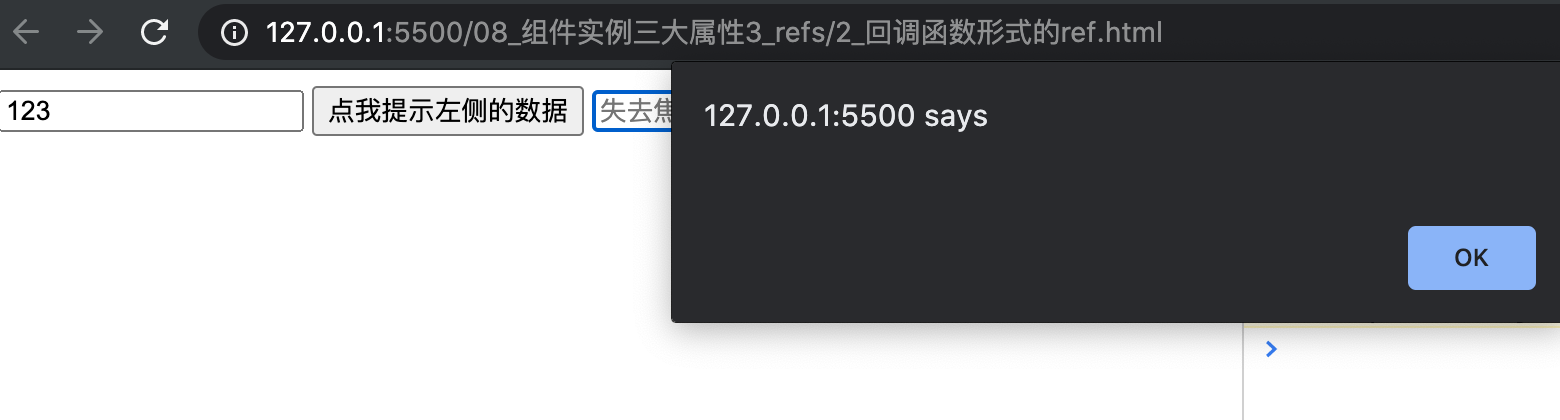 127.0.0.1:5500/08_组件实例三大属性3_refs/2_回调函数形式的ref.html
123 点我提示左侧的数据 失去焦
127.0.0.1:5500 says
OK